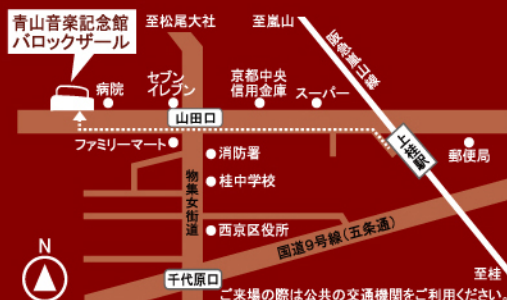 青山音楽記念館
バロックザール
至松尾大社
至嵐山
阪急嵐山線
病院
セブン
イレブン
京都中央
信用金庫
スーパー
山田口
ファミリーマート
消防署
上桂駅
郵便局
桂中学校
物集女街道
西京区役所
国道9号線(五条通)
N
千代原口
至桂
ご来場の際は公共の交通機関をご利用ください。